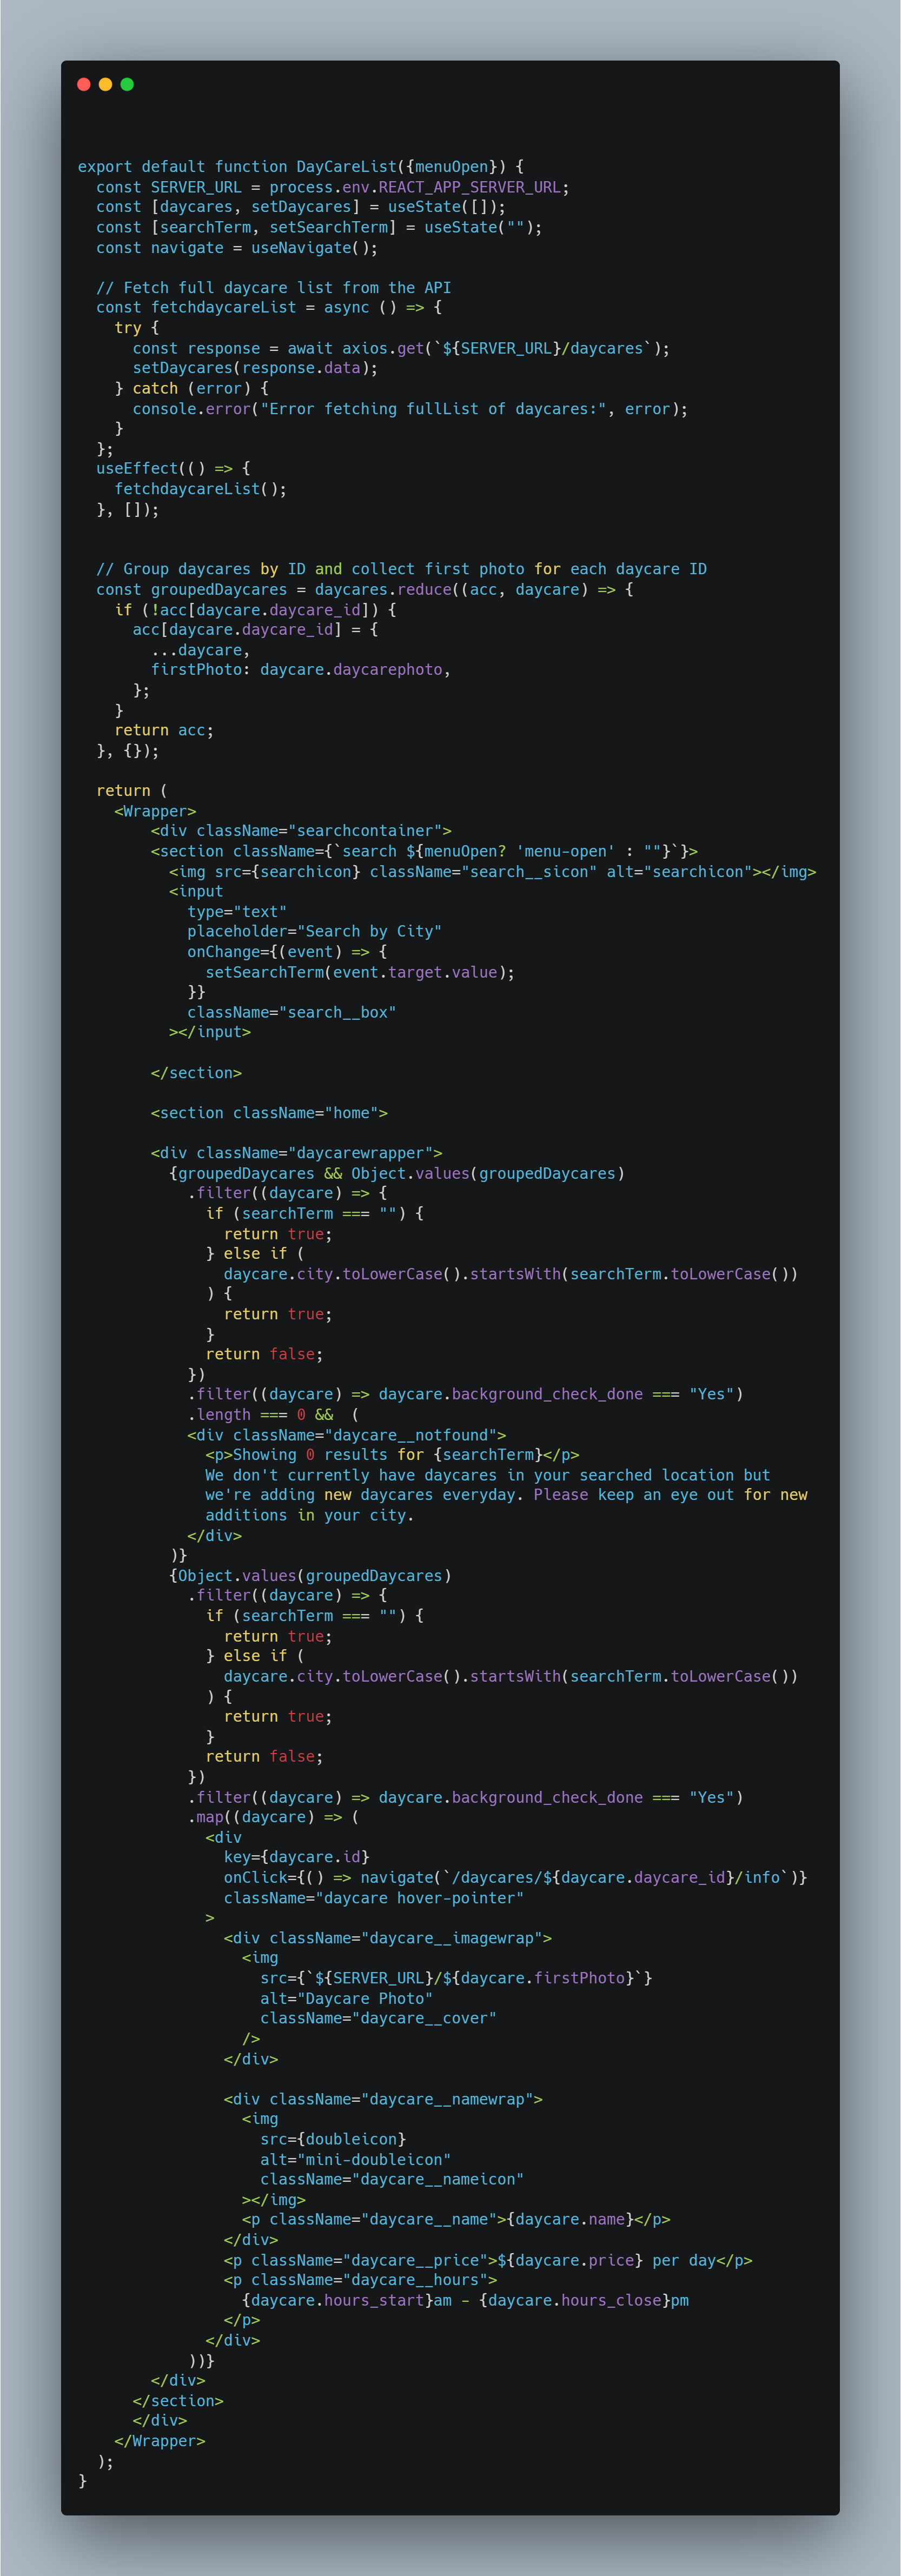 export default function DayCareList({menuOpen}) {
  const SERVER_URL = process.env.REACT_APP_SERVER_URL;
  const [daycares, setDaycares] = useState([]);
  const [searchTerm, setSearchTerm] = useState("");
  const navigate = useNavigate();

  // Fetch full daycare list from the API
  const fetchdaycareList = async () => {
    try {
      const response = await axios.get(`${SERVER_URL}/daycares`);
      setDaycares(response.data);
    } catch (error) {
      console.error("Error fetching fullList of daycares:", error);
    }
  };
  useEffect(() => {
    fetchdaycareList();
  }, []);


  // Group daycares by ID and collect first photo for each daycare ID
  const groupedDaycares = daycares.reduce((acc, daycare) => {
    if (!acc[daycare.daycare_id]) {
      acc[daycare.daycare_id] = {
        ...daycare,
        firstPhoto: daycare.daycarephoto,
      };
    }
    return acc;
  }, {});

  return (
    <Wrapper>
        <div className="searchcontainer">
        <section className={`search ${menuOpen? 'menu-open' : ""}`}>
          <img src={searchicon} className="search__sicon" alt="searchicon"></img>
          <input
            type="text"
            placeholder="Search by City"
            onChange={(event) => {
              setSearchTerm(event.target.value);
            }}
            className="search__box"
          ></input>

        </section>

        <section className="home">

        <div className="daycarewrapper">
          {groupedDaycares && Object.values(groupedDaycares)
            .filter((daycare) => {
              if (searchTerm === "") {
                return true;
              } else if (
                daycare.city.toLowerCase().startsWith(searchTerm.toLowerCase())
              ) {
                return true;
              }
              return false;
            })
            .filter((daycare) => daycare.background_check_done === "Yes")
            .length === 0 &&  (
            <div className="daycare__notfound">
              <p>Showing 0 results for {searchTerm}</p>
              We don't currently have daycares in your searched location but
              we're adding new daycares everyday. Please keep an eye out for new
              additions in your city.
            </div>
          )}
          {Object.values(groupedDaycares)
            .filter((daycare) => {
              if (searchTerm === "") {
                return true;
              } else if (
                daycare.city.toLowerCase().startsWith(searchTerm.toLowerCase())
              ) {
                return true;
              }
              return false;
            })
            .filter((daycare) => daycare.background_check_done === "Yes")
            .map((daycare) => (
              <div
                key={daycare.id}
                onClick={() => navigate(`/daycares/${daycare.daycare_id}/info`)}
                className="daycare hover-pointer"
              >
                <div className="daycare__imagewrap">
                  <img
                    src={`${SERVER_URL}/${daycare.firstPhoto}`}
                    alt="Daycare Photo"
                    className="daycare__cover"
                  />
                </div>

                <div className="daycare__namewrap">
                  <img
                    src={doubleicon}
                    alt="mini-doubleicon"
                    className="daycare__nameicon"
                  ></img>
                  <p className="daycare__name">{daycare.name}</p>
                </div>
                <p className="daycare__price">${daycare.price} per day</p>
                <p className="daycare__hours">
                  {daycare.hours_start}am - {daycare.hours_close}pm
                </p>
              </div>
            ))}
        </div>
      </section>
      </div>
    </Wrapper>
  );
}